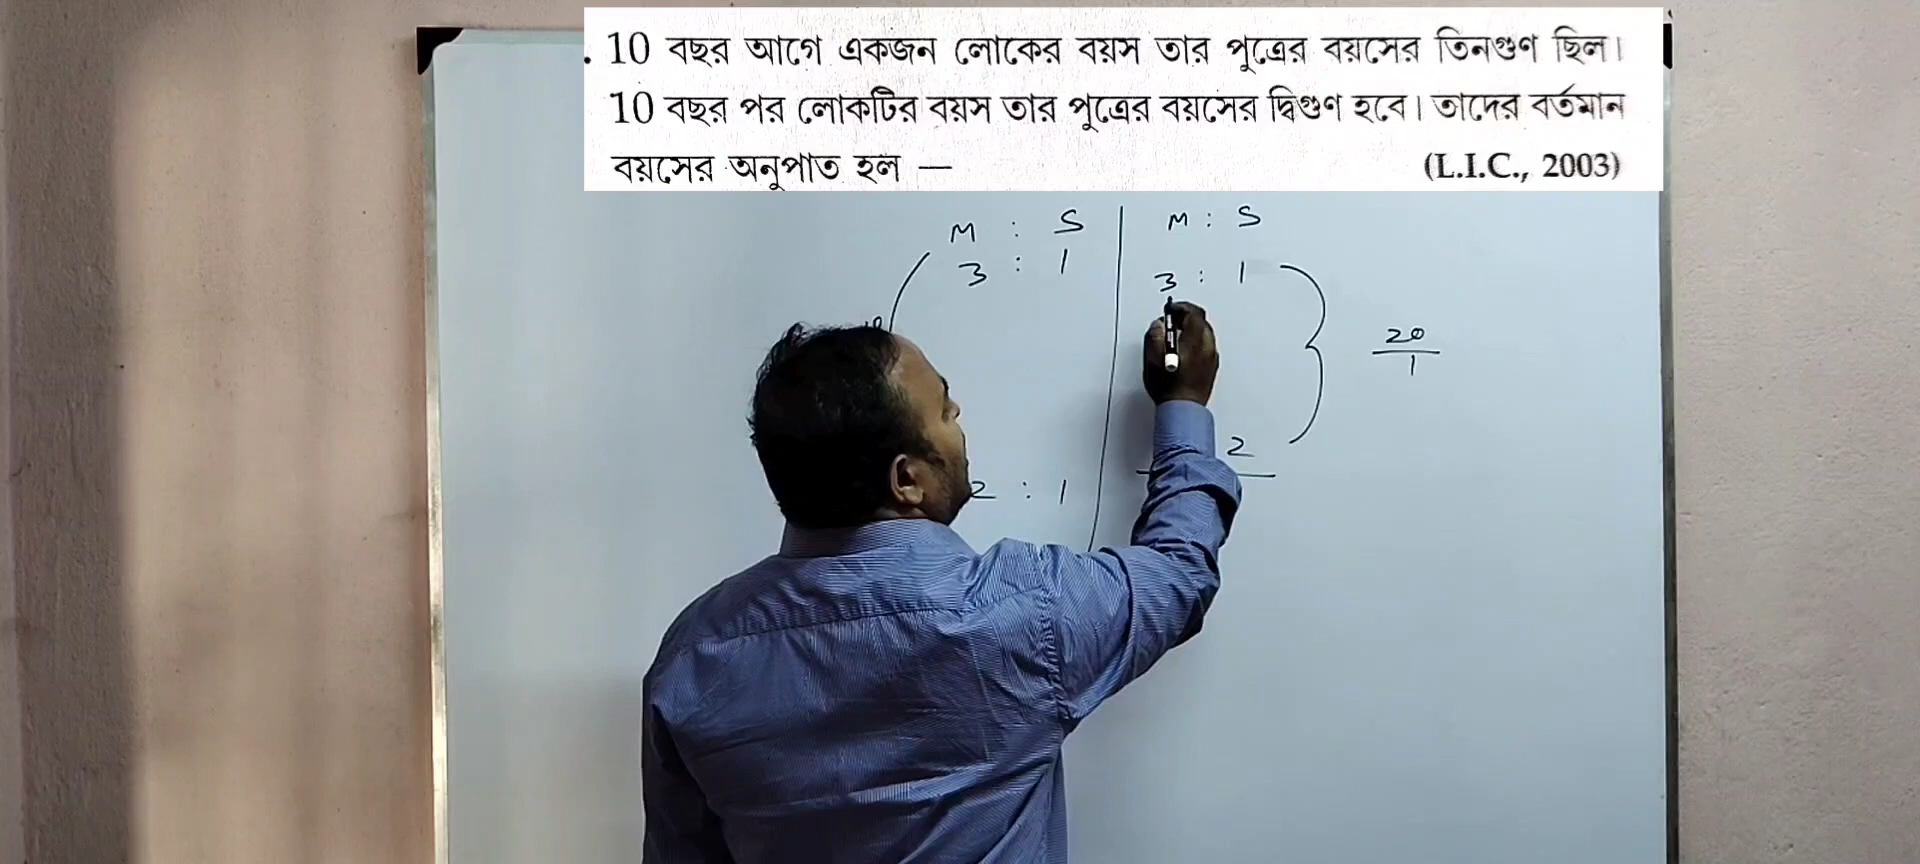 . 10 বছর আগে একজন লোকের বয়স তার পুত্রের বয়সের তিনগুণ ছিল।
10 বছর পর লোকটির বয়স তার পুত্রের বয়সের দ্বিগুণ হবে। তাদের বর্তমান
বয়সের অনুপাত হল — (L.I.C., 2003)
M : S M : S
3 : 1 3 : 1
20
1
2
2 : 1